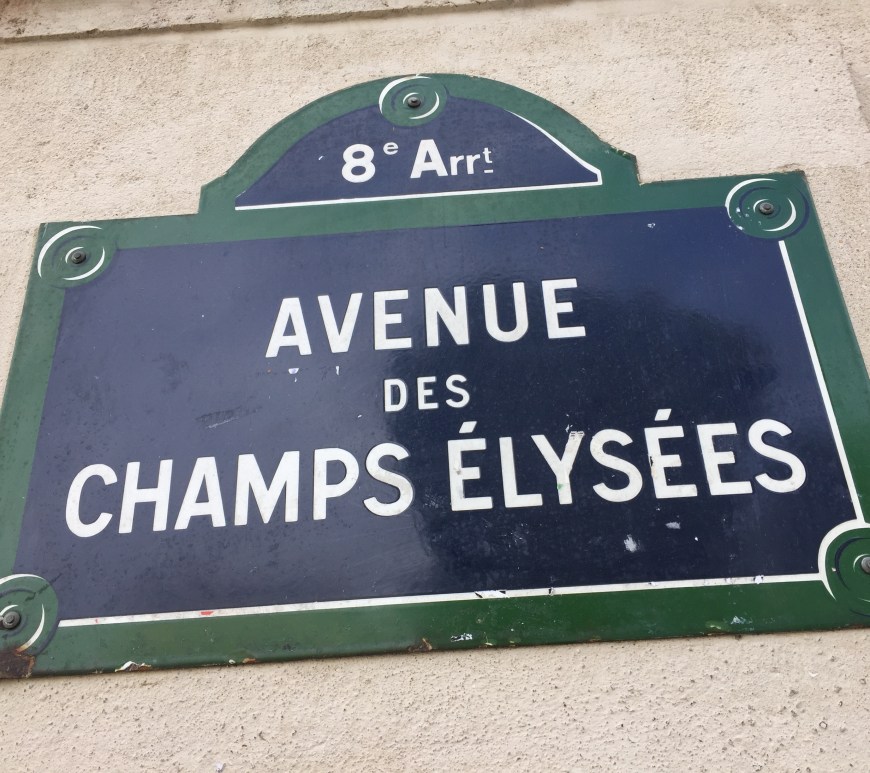 8e Arrt
AVENUE
DES
CHAMPS ÉLYSÉES